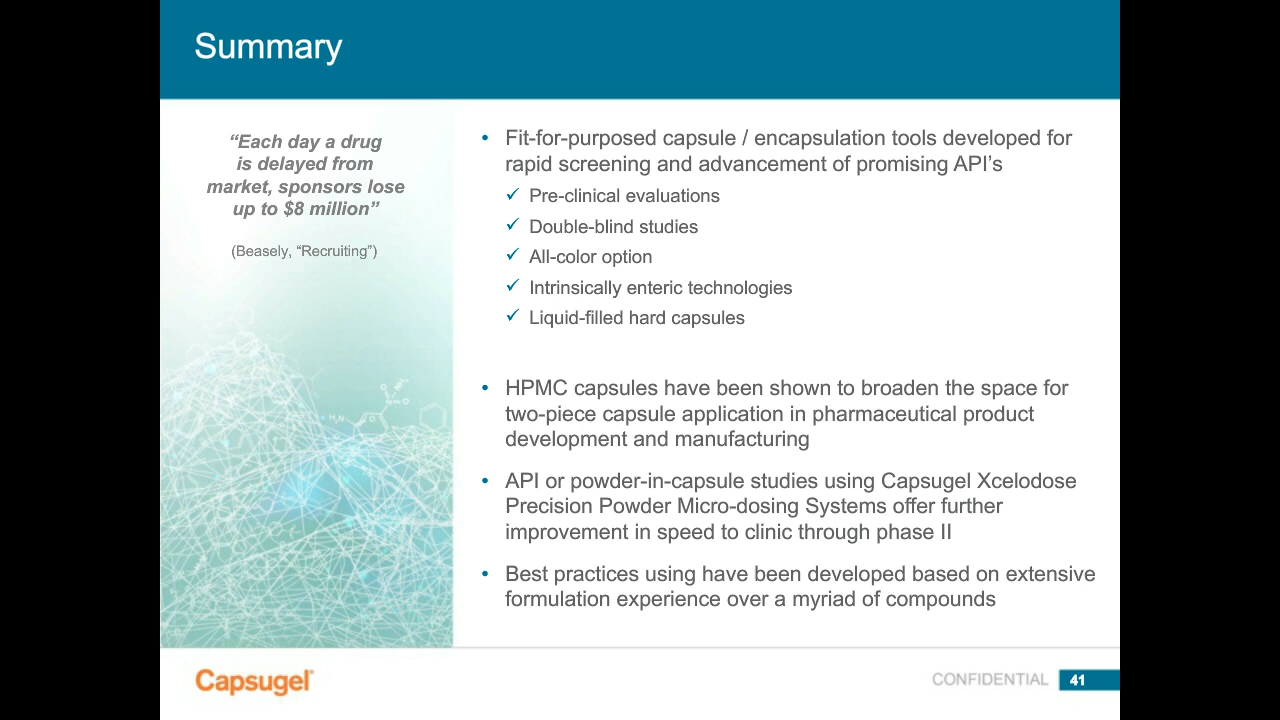 Summary
“Each day a drug
is delayed from
market, sponsors lose
up to $8 million”
(Beasely, “Recruiting”)
• Fit-for-purposed capsule / encapsulation tools developed for
rapid screening and advancement of promising API’s
✓ Pre-clinical evaluations
✓ Double-blind studies
✓ All-color option
✓ Intrinsically enteric technologies
✓ Liquid-filled hard capsules
• HPMC capsules have been shown to broaden the space for
two-piece capsule application in pharmaceutical product
development and manufacturing
• API or powder-in-capsule studies using Capsugel Xcelodose
Precision Powder Micro-dosing Systems offer further
improvement in speed to clinic through phase II
• Best practices using have been developed based on extensive
formulation experience over a myriad of compounds
Capsugel®
CONFIDENTIAL 41